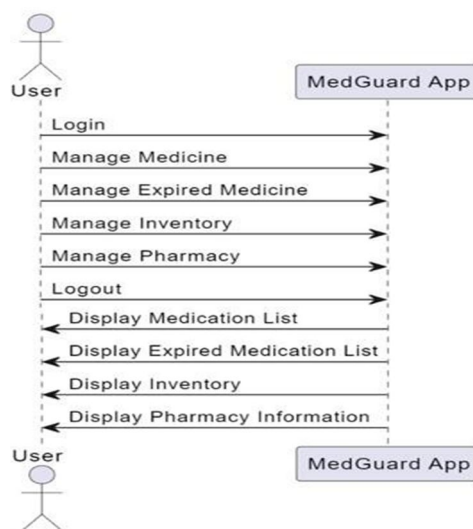 User
MedGuard App
Login
Manage Medicine
Manage Expired Medicine
Manage Inventory
Manage Pharmacy
Logout
Display Medication List
Display Expired Medication List
Display Inventory
Display Pharmacy Information
User
MedGuard App